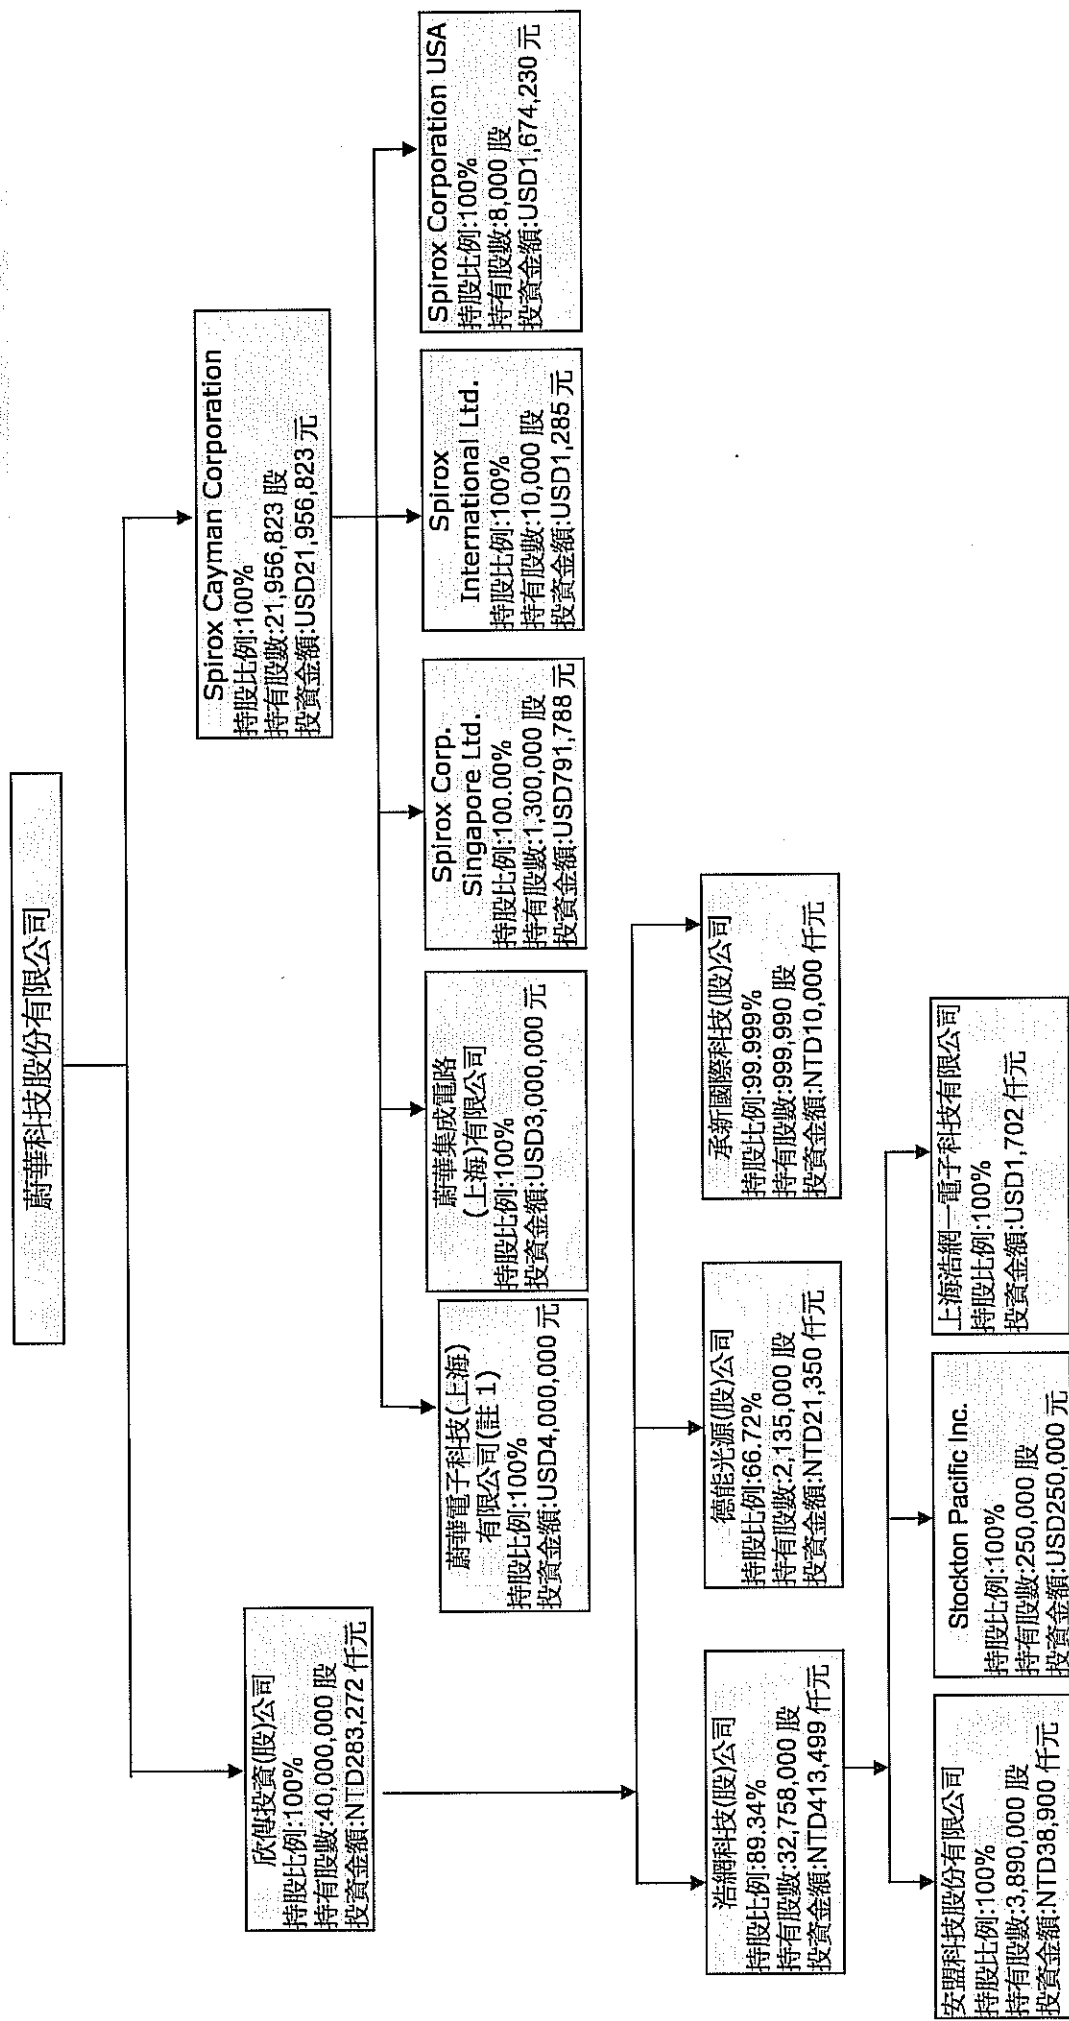 蔚華科技股份有限公司
欣傳投資(股)公司
持股比例:100%
持有股數:40,000,000 股
投資金額:NTD283,272 仟元
Spirox Cayman Corporation
持股比例:100%
持有股數:21,956,823 股
投資金額:USD21,956,823 元
蔚華電子科技(上海)
有限公司(註 1)
持股比例:100%
投資金額:USD4,000,000 元
蔚華集成電路
(上海)有限公司
持股比例:100%
投資金額:USD3,000,000 元
Spirox Corp.
Singapore Ltd.
持股比例:100.00%
持有股數:1,300,000 股
投資金額:USD791,788 元
Spirox
International Ltd.
持股比例:100%
持有股數:10,000 股
投資金額:USD1,285 元
Spirox Corporation USA
持股比例:100%
持有股數:8,000 股
投資金額:USD1,674,230 元
浩網科技(股)公司
持股比例:89.34%
持有股數:32,758,000 股
投資金額:NTD413,499 仟元
德能光源(股)公司
持股比例:66.72%
持有股數:2,135,000 股
投資金額:NTD21,350 仟元
承新國際科技(股)公司
持股比例:99.999%
持有股數:999,990 股
投資金額:NTD10,000 仟元
安盟科技股份有限公司
持股比例:100%
持有股數:3,890,000 股
投資金額:NTD38,900 仟元
Stockton Pacific Inc.
持股比例:100%
持有股數:250,000 股
投資金額:USD250,000 元
上海浩網一電子科技有限公司
持股比例:100%
投資金額:USD1,702 仟元